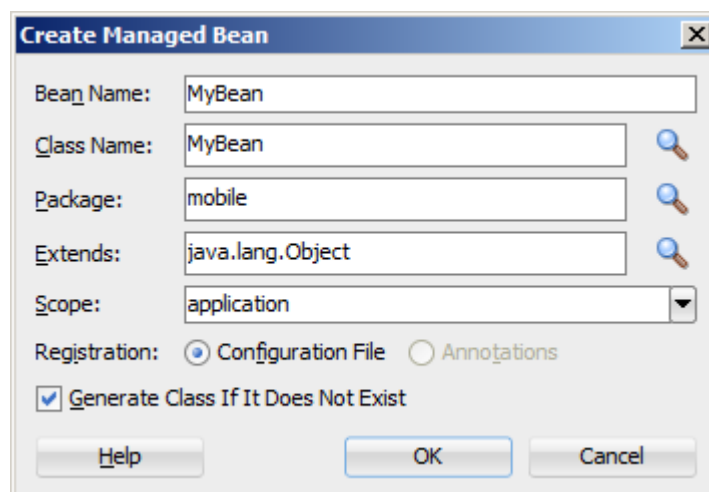 Create Managed Bean
Bean Name: MyBean
Class Name: MyBean
Package: mobile
Extends: java.lang.Object
Scope: application
Registration: Configuration File Annotations
Generate Class If It Does Not Exist
Help OK Cancel